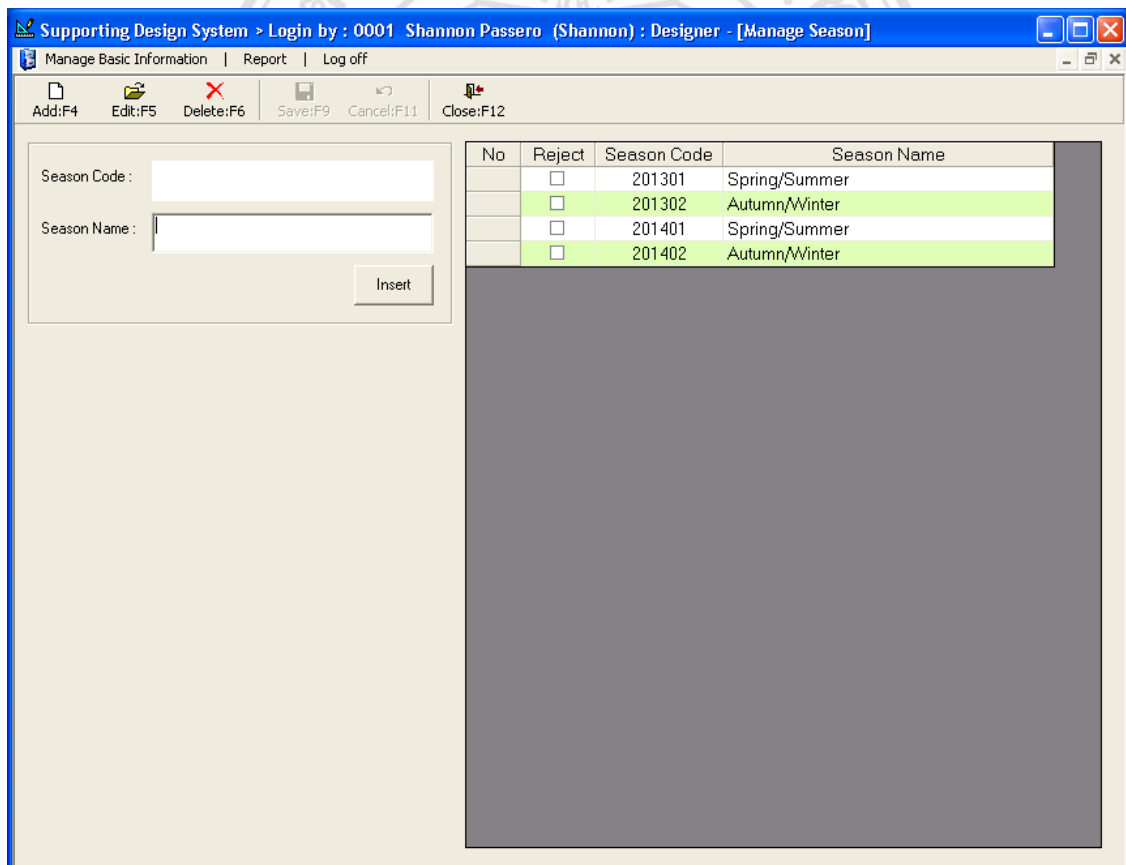 Supporting Design System > Login by : 0001 Shannon Passero (Shannon) : Designer - [Manage Season]
Manage Basic Information | Report | Log off
Add:F4 Edit:F5 Delete:F6 Save:F9 Cancel:F11 Close:F12
Season Code :
Season Name :
Insert
No Reject Season Code Season Name
201301 Spring/Summer
201302 Autumn/Winter
201401 Spring/Summer
201402 Autumn/Winter